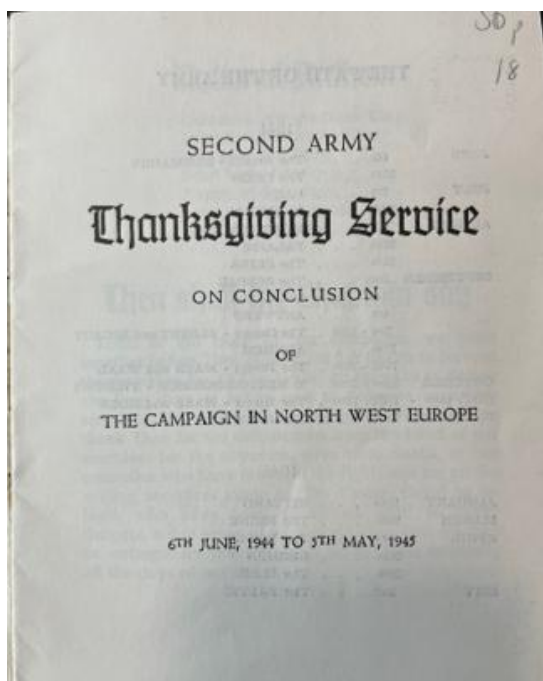 50p
18
SECOND ARMY
Thanksgiving Service
ON CONCLUSION
OF
THE CAMPAIGN IN NORTH WEST EUROPE
6TH JUNE, 1944 TO 5TH MAY, 1945